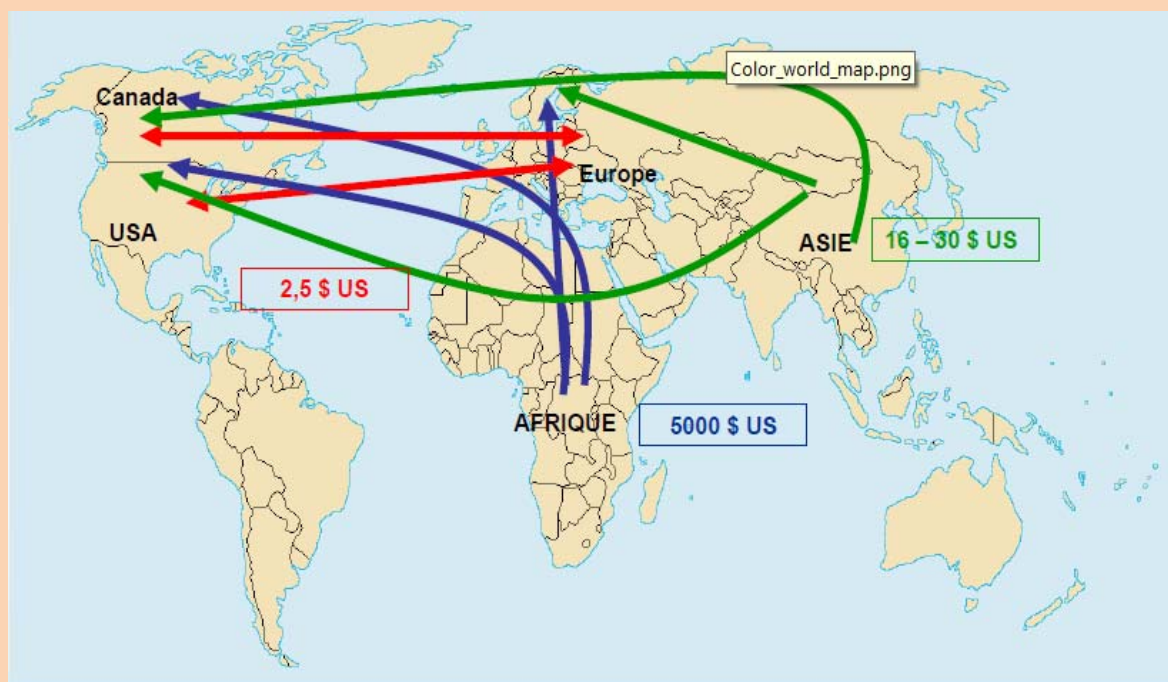 Color_world_map.png
Canada
Europe
USA
ASIE
16 – 30 $ US
2,5 $ US
AFRIQUE
5000 $ US